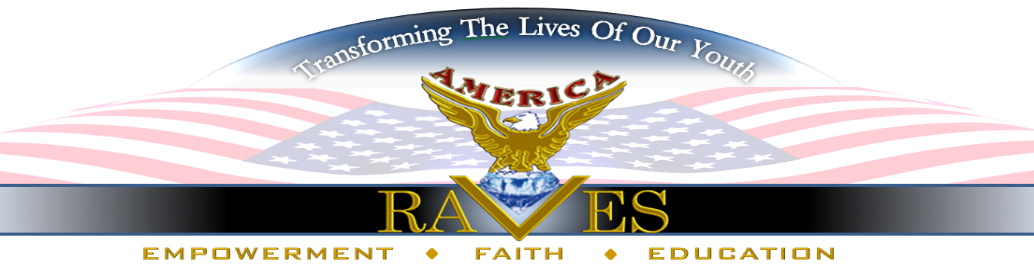 Transforming The Lives Of Our Youth
AMERICA
RAVES
EMPOWERMENT ♦ FAITH ♦ EDUCATION